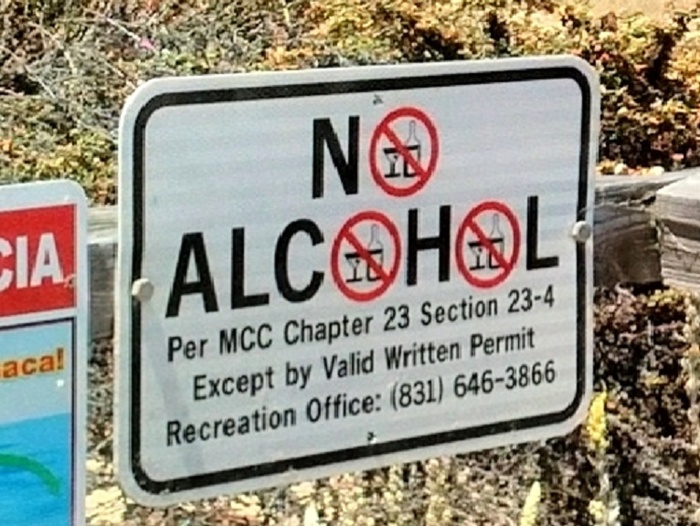 NO
ALCOHOL
Per MCC Chapter 23 Section 23-4
Except by Valid Written Permit
Recreation Office: (831) 646-3866
CIA
aca!